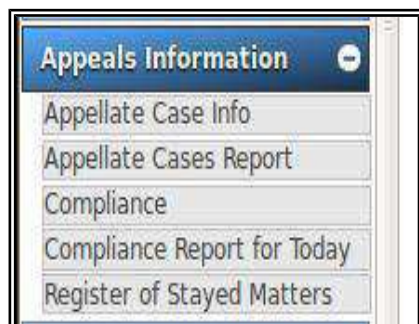 Appeals Information
Appellate Case Info
Appellate Cases Report
Compliance
Compliance Report for Today
Register of Stayed Matters